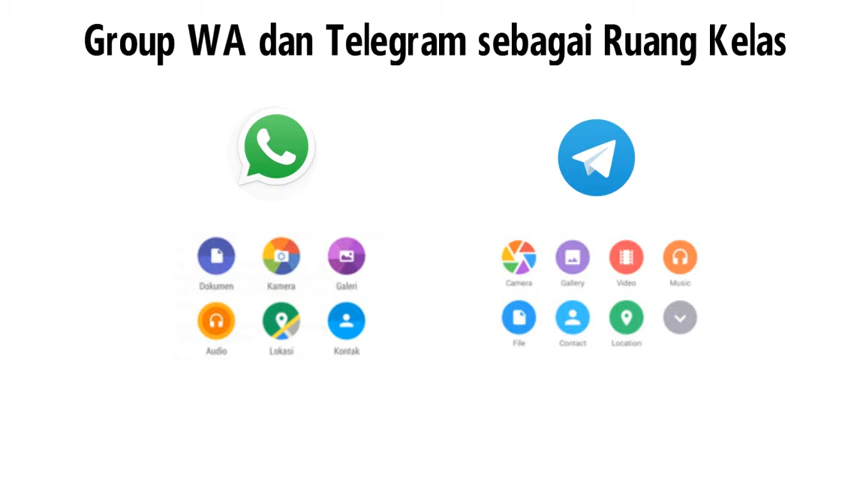 Group WA dan Telegram sebagai Ruang Kelas
Dokumen Kamera Galeri
Audio Lokasi Kontak
Camera Gallery Video Music
File Contact Location